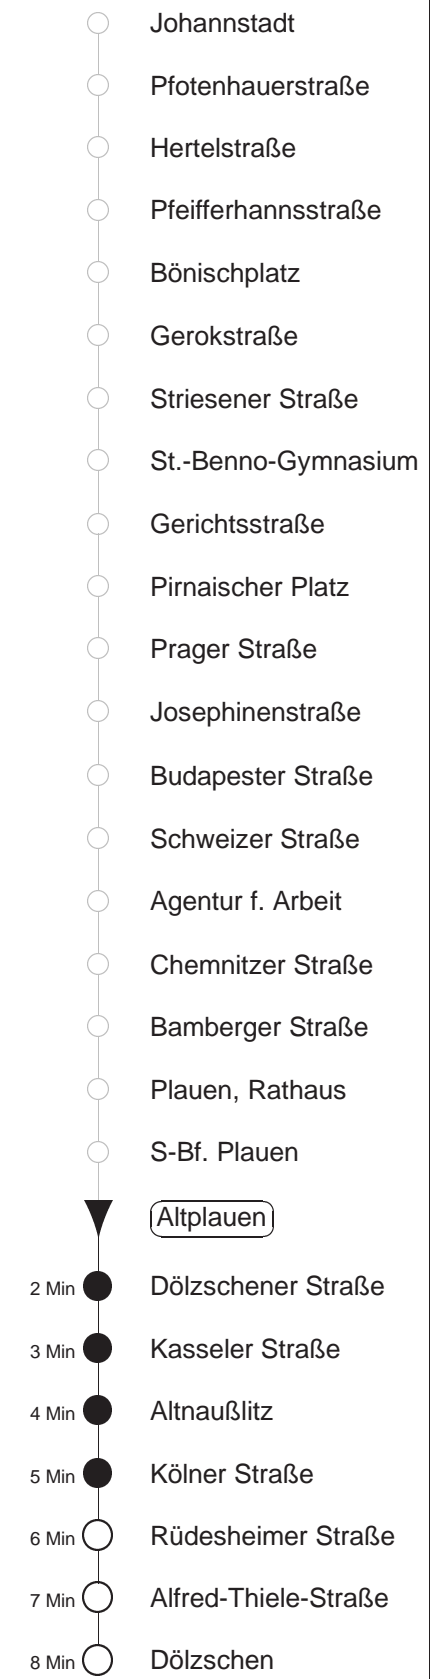 Johannstadt
Pfotenhauerstraße
Hertelstraße
Pfeifferhannsstraße
Bönischplatz
Gerokstraße
Striesener Straße
St.-Benno-Gymnasium
Gerichtsstraße
Pirnaischer Platz
Prager Straße
Josephinenstraße
Budapester Straße
Schweizer Straße
Agentur f. Arbeit
Chemnitzer Straße
Bamberger Straße
Plauen, Rathaus
S-Bf. Plauen
Altplauen
2 Min Dölzschener Straße
3 Min Kasseler Straße
4 Min Altnaußlitz
5 Min Kölner Straße
6 Min Rüdesheimer Straße
7 Min Alfred-Thiele-Straße
8 Min Dölzschen